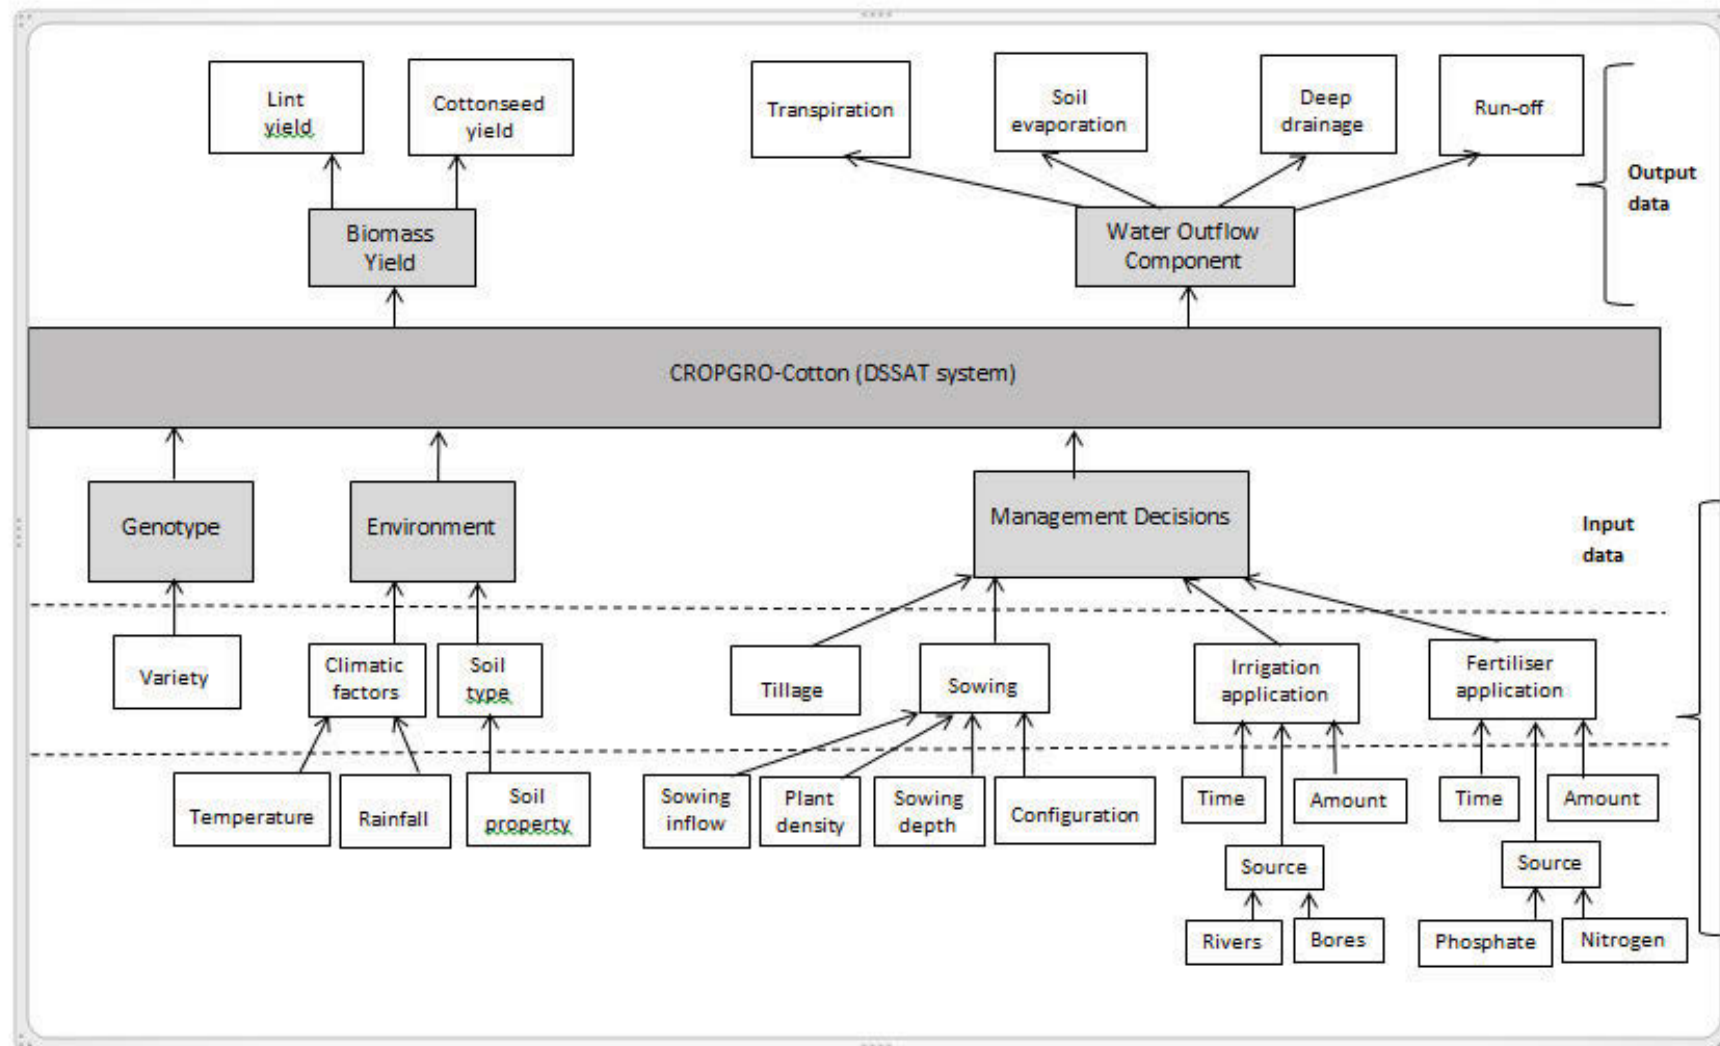 Lint
yield
Cottonseed
yield
Transpiration
Soil
evaporation
Deep
drainage
Run-off
Output
data
Biomass
Yield
Water Outflow
Component
CROPGRO-Cotton (DSSAT system)
Genotype
Environment
Management Decisions
Input
data
Variety
Climatic
factors
Soil
type
Tillage
Sowing
Irrigation
application
Fertiliser
application
Temperature
Rainfall
Soil
property
Sowing
inflow
Plant
density
Sowing
depth
Configuration
Time
Amount
Time
Amount
Source
Source
Rivers
Bores
Phosphate
Nitrogen